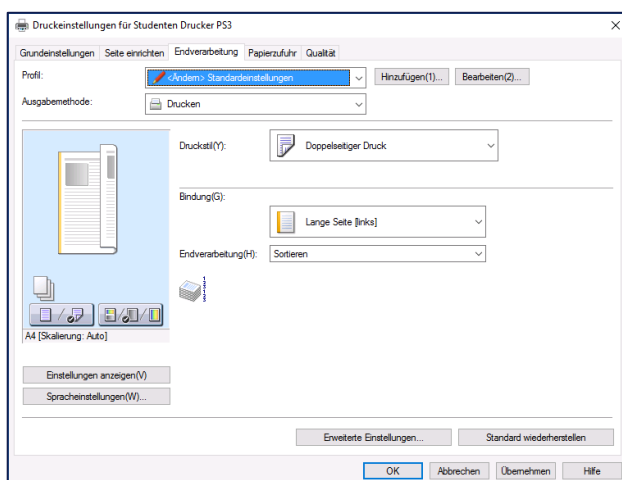 Druckeinstellungen für Studenten Drucker PS3
Grundeinstellungen Seite einrichten Endverarbeitung Papierzufuhr Qualität
Profil: <Ändern> Standardeinstellungen Hinzufügen(1)... Bearbeiten(2)...
Ausgabemethode: Drucken
Druckstil(Y): Doppelseitiger Druck
Bindung(G):
Lange Seite [links]
Endverarbeitung(H): Sortieren
A4 [Skalierung: Auto]
Einstellungen anzeigen(V)
Spracheinstellungen(W)...
Erweiterte Einstellungen... Standard wiederherstellen
OK Abbrechen Übernehmen Hilfe